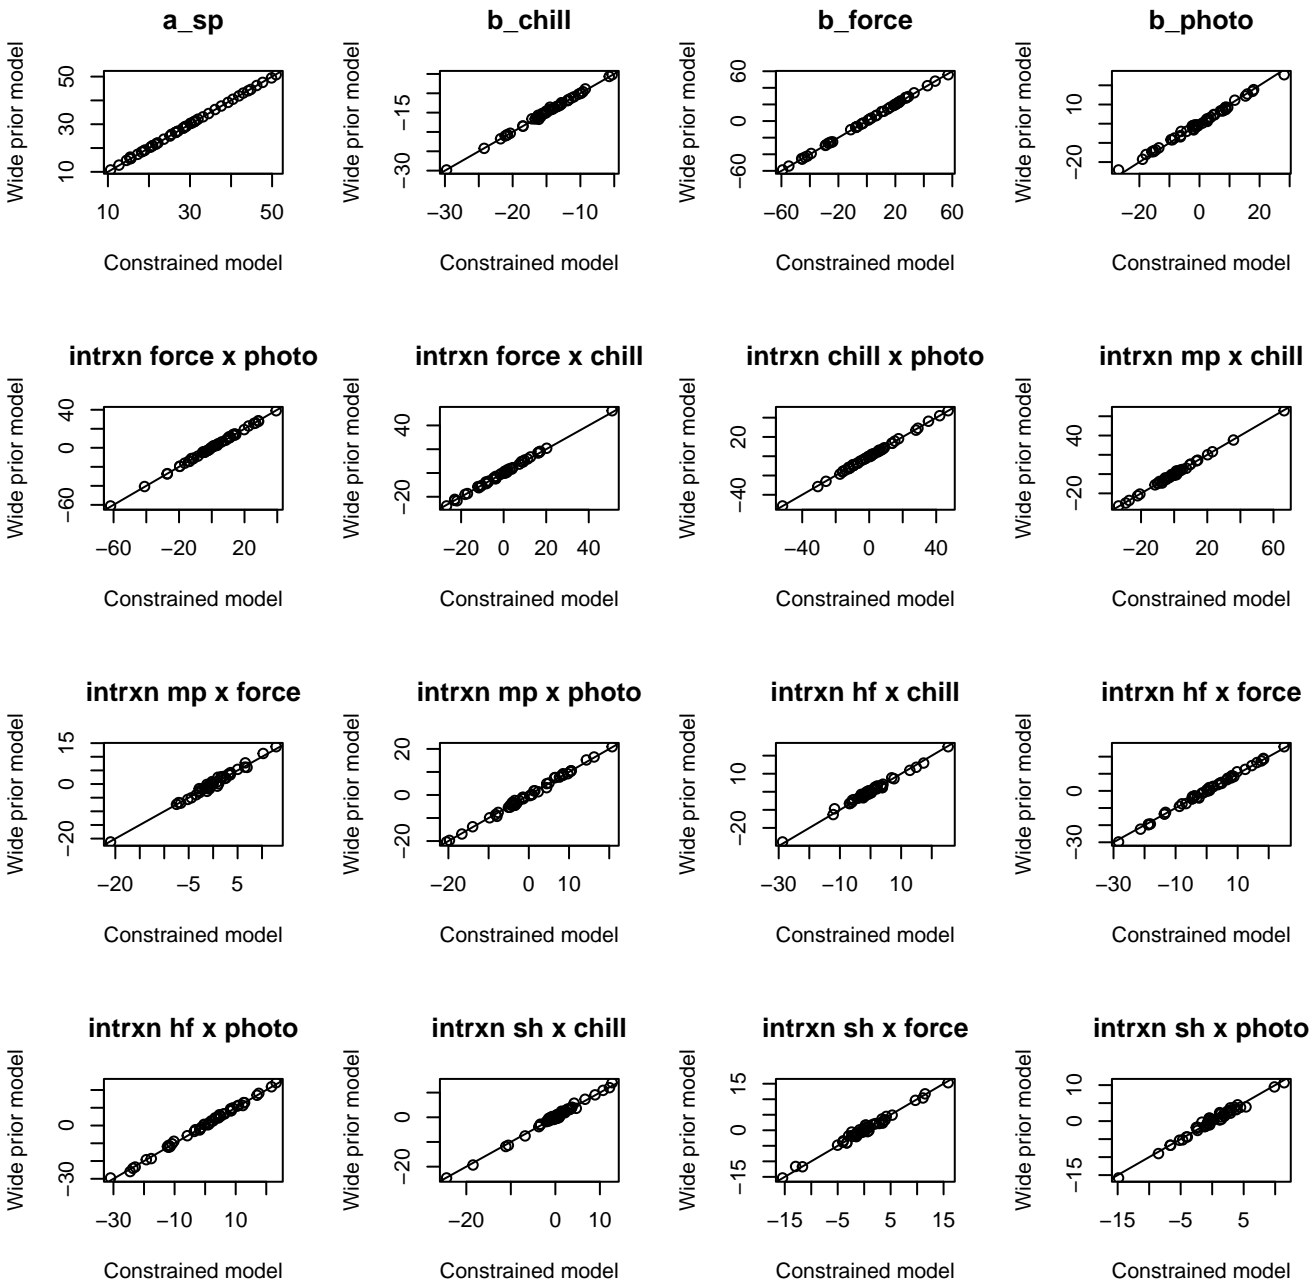 a_sp
b_chill
b_force
b_photo
Wide prior model
10 30 50
10 30 50
Constrained model
Wide prior model
−30 −15
−30 −20 −10
Constrained model
Wide prior model
−60 0 60
−60 −20 20 60
Constrained model
Wide prior model
−20 10
−20 0 20
Constrained model
intrxn force x photo
intrxn force x chill
intrxn chill x photo
intrxn mp x chill
Wide prior model
−60 0 40
−60 −20 20
Constrained model
Wide prior model
−20 40
−20 0 20 40
Constrained model
Wide prior model
−40 20
−40 0 40
Constrained model
Wide prior model
−20 40
−20 20 60
Constrained model
intrxn mp x force
intrxn mp x photo
intrxn hf x chill
intrxn hf x force
Wide prior model
−20 0 15
−20 −5 5
Constrained model
Wide prior model
−20 0 20
−20 0 10
Constrained model
Wide prior model
−20 10
−30 −10 10
Constrained model
Wide prior model
−30 0
−30 −10 10
Constrained model
intrxn hf x photo
intrxn sh x chill
intrxn sh x force
intrxn sh x photo
Wide prior model
−30 0
−30 −10 10
Constrained model
Wide prior model
−20 0
−20 0 10
Constrained model
Wide prior model
−15 0 15
−15 −5 5 15
Constrained model
Wide prior model
−15 0 10
−15 −5 5
Constrained model